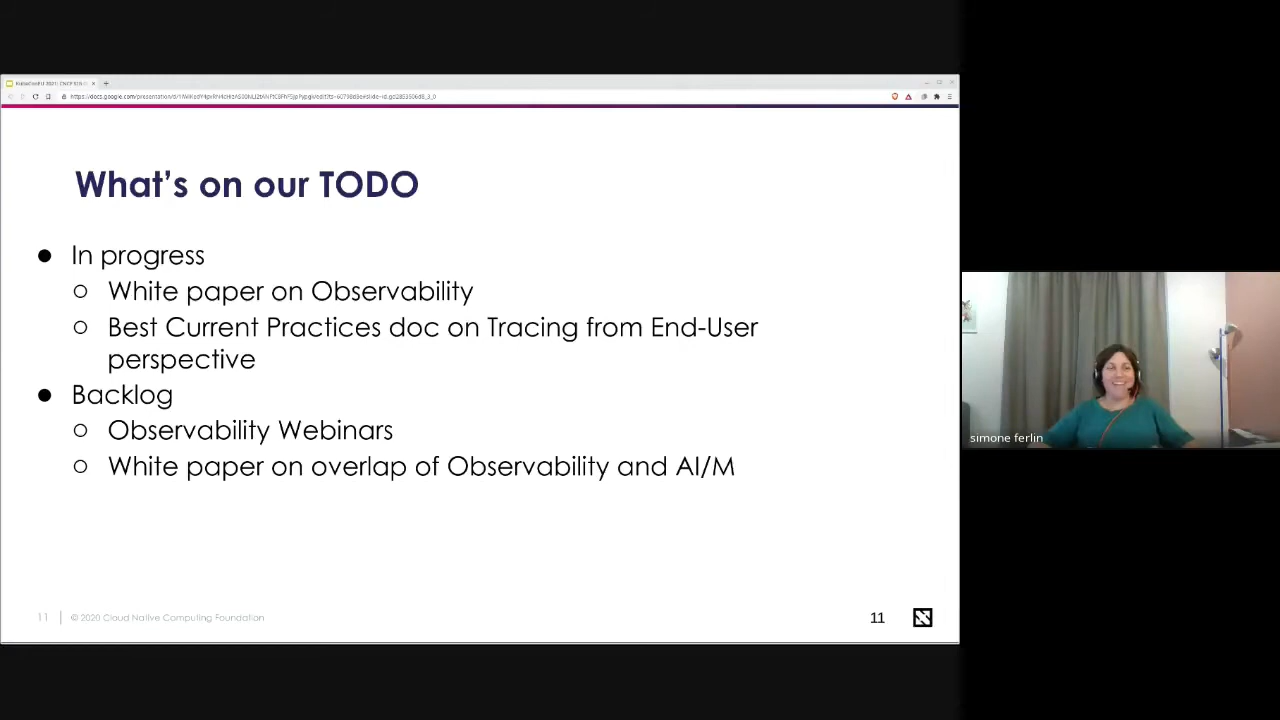 What's on our TODO
● In progress
○ White paper on Observability
○ Best Current Practices doc on Tracing from End-User
perspective
● Backlog
○ Observability Webinars
○ White paper on overlap of Observability and AI/M
11 | © 2020 Cloud Native Computing Foundation
11
simone ferlin